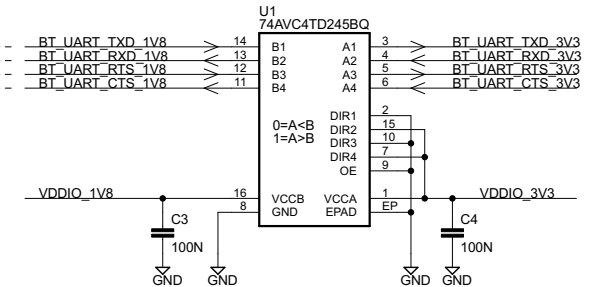 U1
74AVC4TD245BQ
BT_UART_TXD_1V8 14 B1 A1 3 BT_UART_TXD_3V3
BT_UART_RXD_1V8 13 B2 A2 4 BT_UART_RXD_3V3
BT_UART_RTS_1V8 12 B3 A3 5 BT_UART_RTS_3V3
BT_UART_CTS_1V8 11 B4 A4 6 BT_UART_CTS_3V3
DIR1 2
0=A<B DIR2 15
1=A>B DIR3 10
DIR4 7
OE 9
VDDIO_1V8 16 VCCB VCCA 1 VDDIO_3V3
8 GND EPAD EP
C3 C4
100N 100N
GND GND GND GND